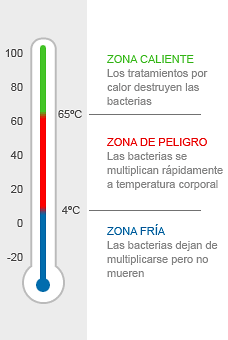 100
80
60
40
20
0
-20
65ºC
4ºC
ZONA CALIENTE
Los tratamientos por
calor destruyen las
bacterias
ZONA DE PELIGRO
Las bacterias se
multiplican rápidamente
a temperatura corporal
ZONA FRÍA
Las bacterias dejan de
multiplicarse pero no
mueren